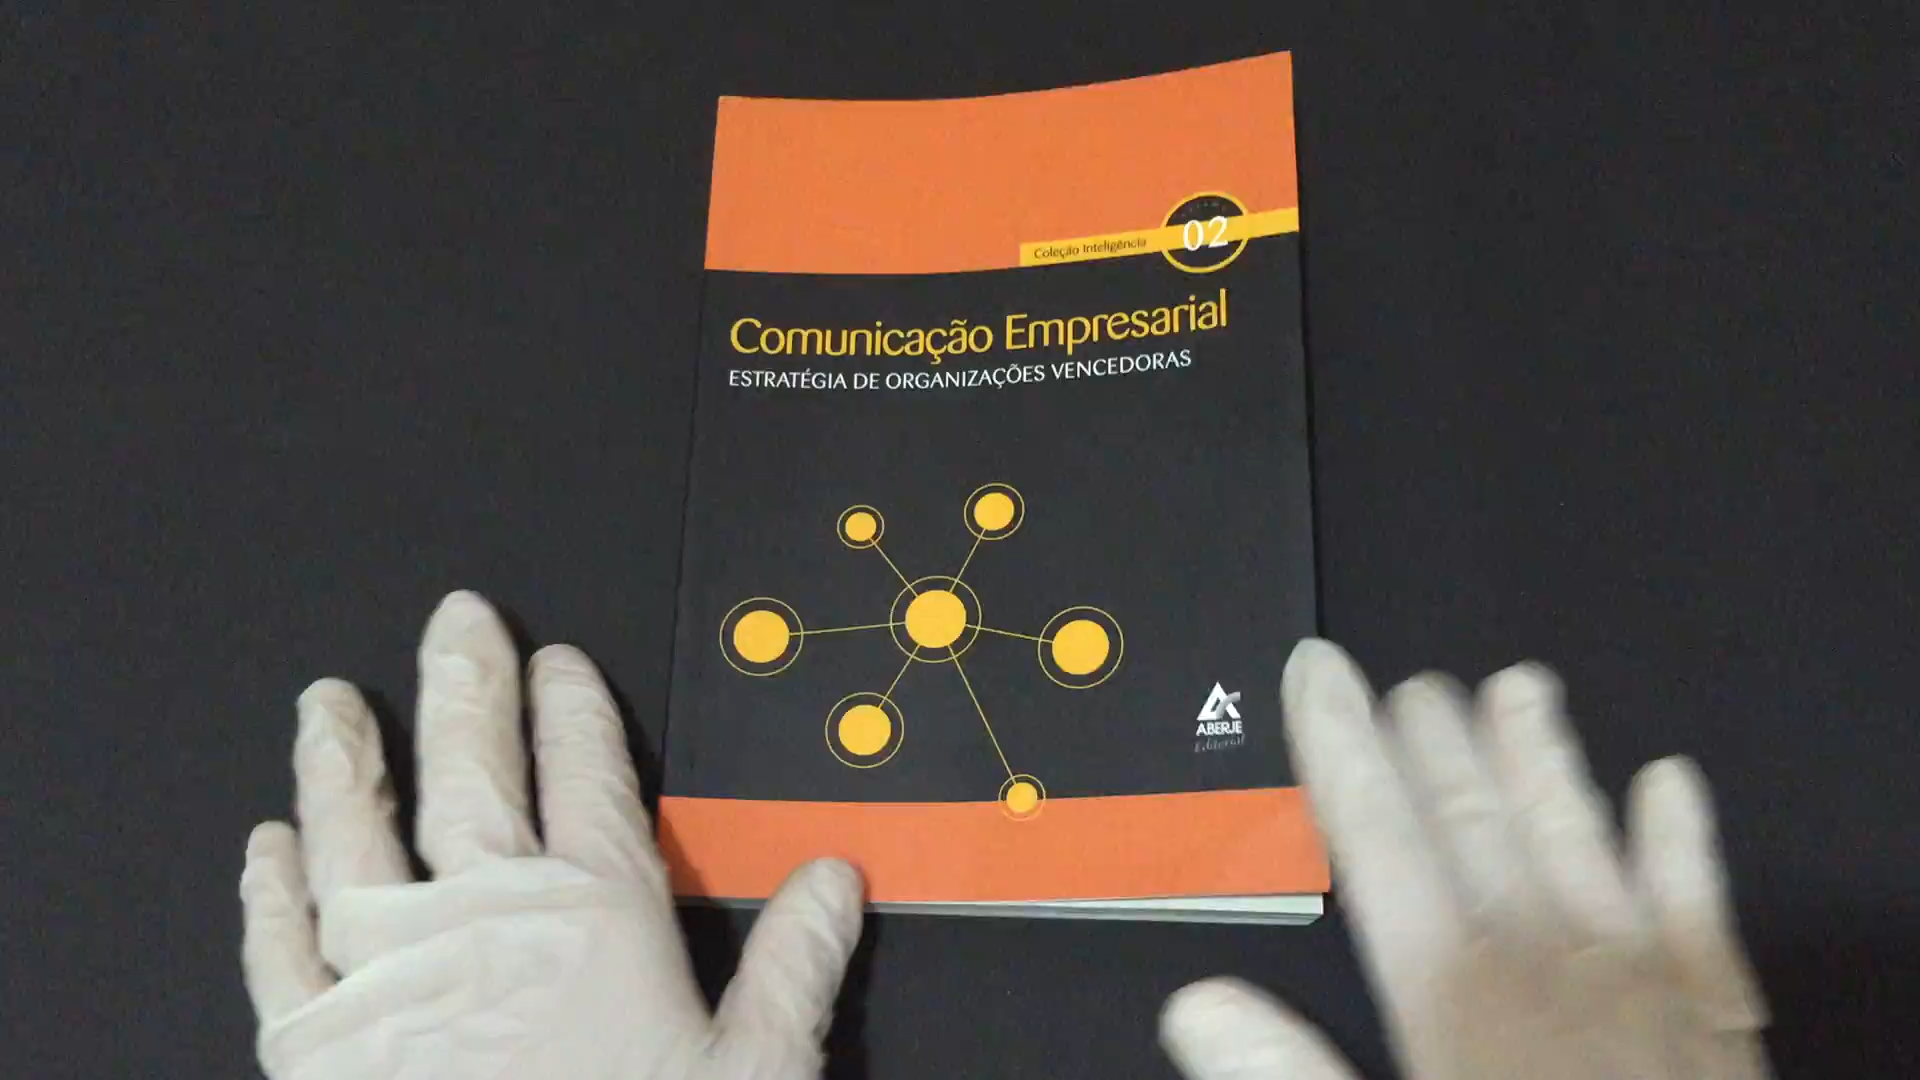 02
Coleção Inteligência
Comunicação Empresarial
ESTRATÉGIA DE ORGANIZAÇÕES VENCEDORAS
ABERJE
Editorial